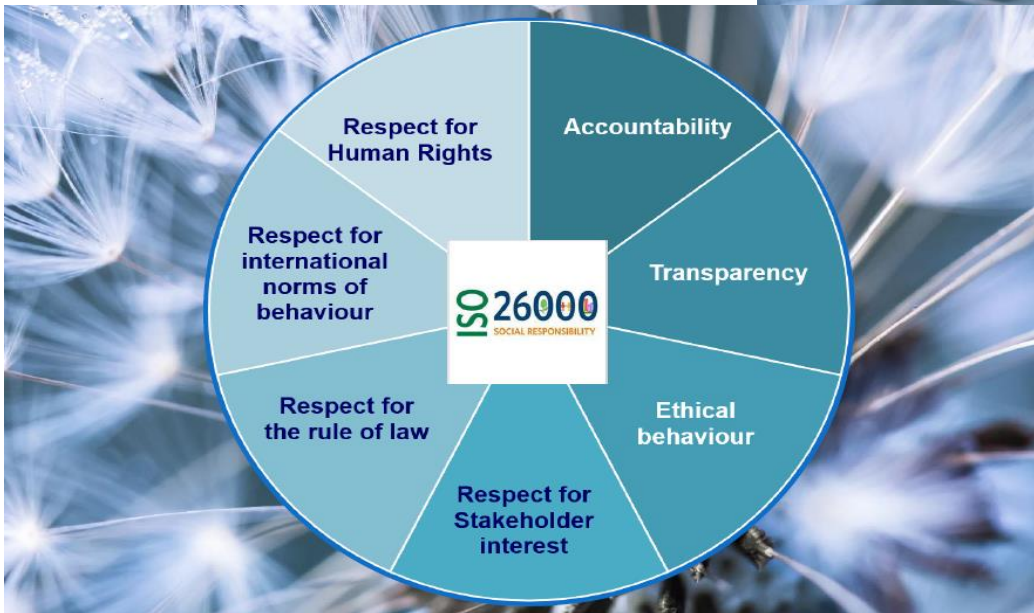 Accountability
Transparency
Ethical
behaviour
Respect for
Stakeholder
interest
Respect for
the rule of law
Respect for
international
norms of
behaviour
Respect for
Human Rights
ISO
26000
SOCIAL RESPONSIBILITY